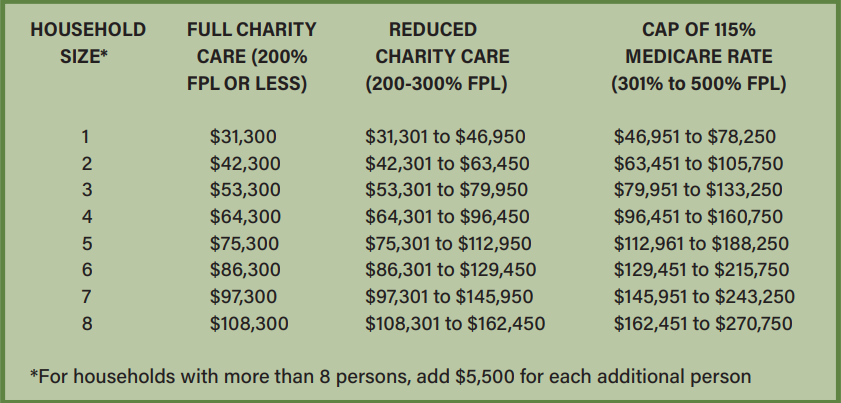 HOUSEHOLD SIZE* FULL CHARITY CARE (200% FPL OR LESS) REDUCED CHARITY CARE (200-300% FPL) CAP OF 115% MEDICARE RATE (301% to 500% FPL)
1 $31,300 $31,301 to $46,950 $46,951 to $78,250
2 $42,300 $42,301 to $63,450 $63,451 to $105,750
3 $53,300 $53,301 to $79,950 $79,951 to $133,250
4 $64,300 $64,301 to $96,450 $96,451 to $160,750
5 $75,300 $75,301 to $112,950 $112,961 to $188,250
6 $86,300 $86,301 to $129,450 $129,451 to $215,750
7 $97,300 $97,301 to $145,950 $145,951 to $243,250
8 $108,300 $108,301 to $162,450 $162,451 to $270,750
*For households with more than 8 persons, add $5,500 for each additional person